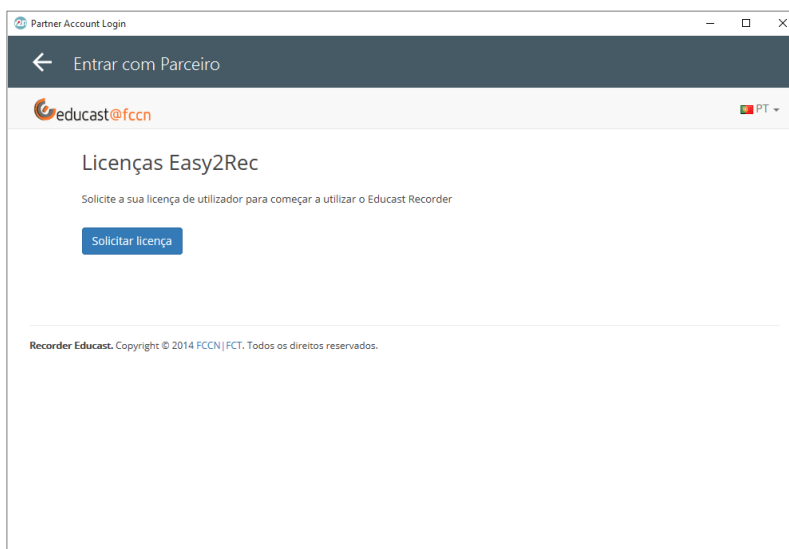 Partner Account Login
Entrar com Parceiro
educast@fccn
PT
Licenças Easy2Rec
Solicite a sua licença de utilizador para começar a utilizar o Educast Recorder
Solicitar licença
Recorder Educast. Copyright © 2014 FCCN|FCT. Todos os direitos reservados.